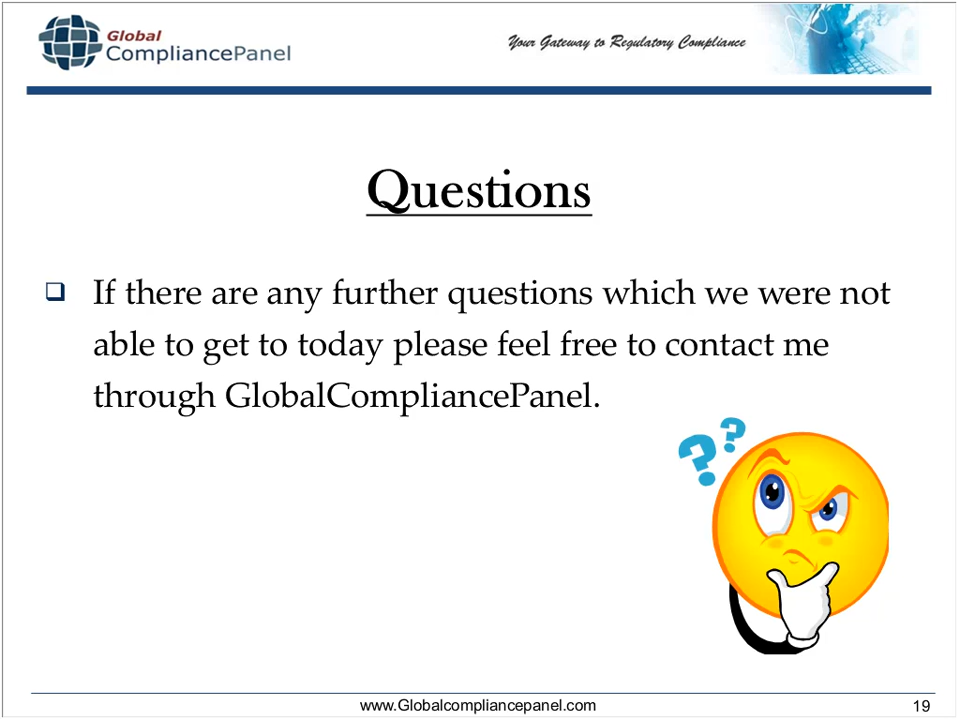 Global
CompliancePanel
Your Gateway to Regulatory Compliance
Questions
If there are any further questions which we were not
able to get to today please feel free to contact me
through GlobalCompliancePanel.
??
www.Globalcompliancepanel.com
19